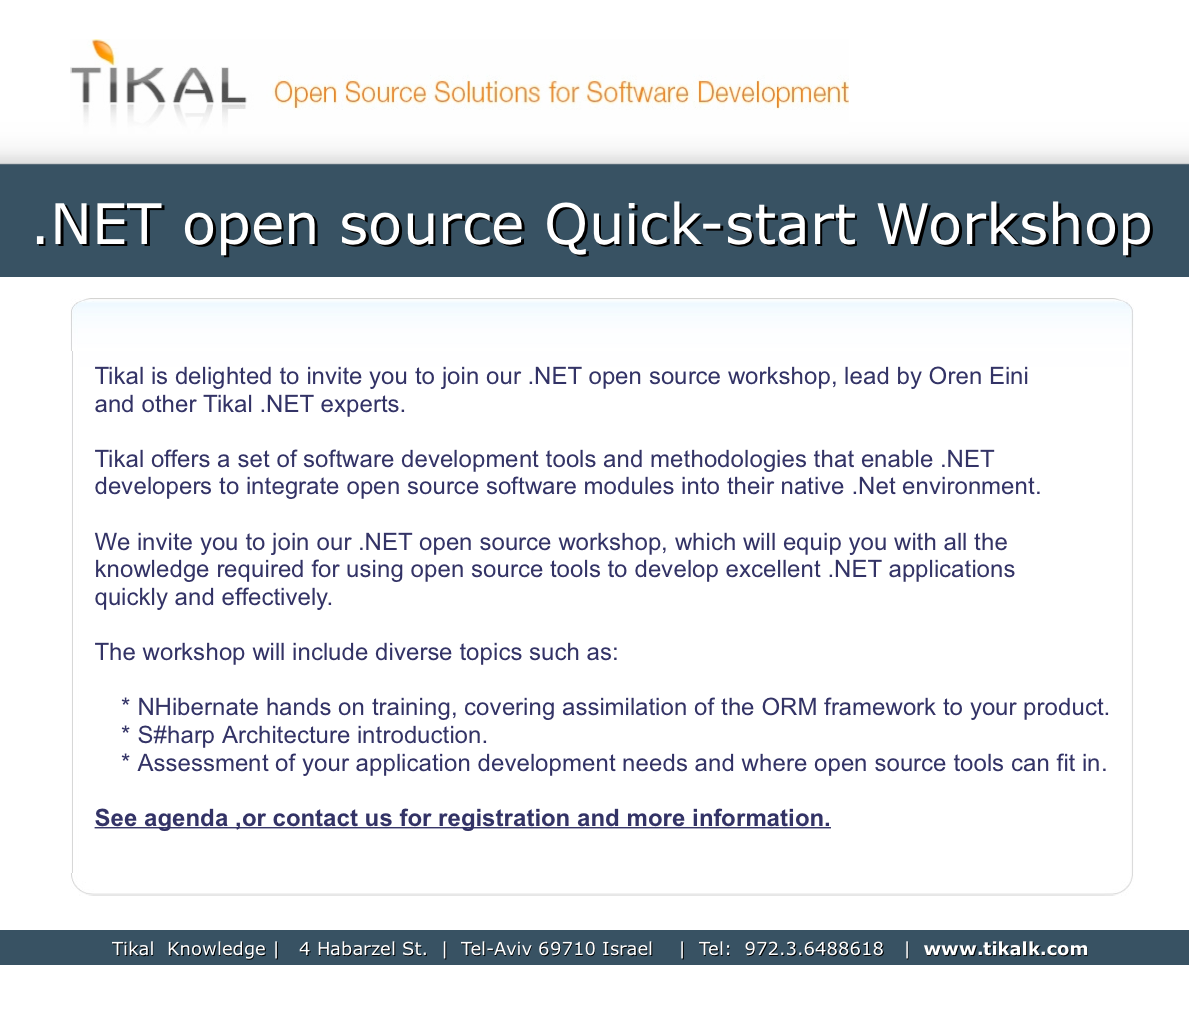 TIKAL Open Source Solutions for Software Development
.NET open source Quick-start Workshop
Tikal is delighted to invite you to join our .NET open source workshop, lead by Oren Eini
and other Tikal .NET experts.
Tikal offers a set of software development tools and methodologies that enable .NET
developers to integrate open source software modules into their native .Net environment.
We invite you to join our .NET open source workshop, which will equip you with all the
knowledge required for using open source tools to develop excellent .NET applications
quickly and effectively.
The workshop will include diverse topics such as:
* NHibernate hands on training, covering assimilation of the ORM framework to your product.
* S#harp Architecture introduction.
* Assessment of your application development needs and where open source tools can fit in.
See agenda ,or contact us for registration and more information.
Tikal Knowledge | 4 Habarzel St. | Tel-Aviv 69710 Israel | Tel: 972.3.6488618 | www.tikalk.com